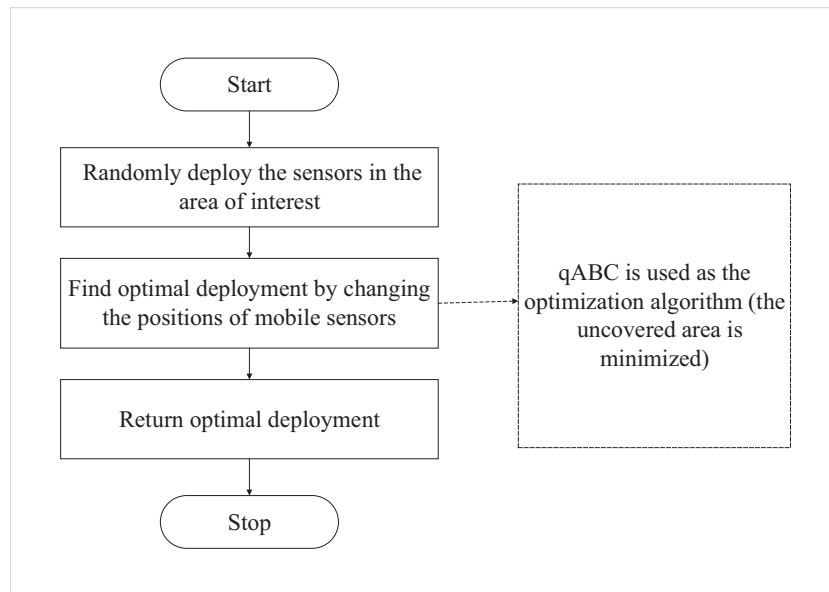 Start
Randomly deploy the sensors in the
area of interest
Find optimal deployment by changing
the positions of mobile sensors
qABC is used as the
optimization algorithm (the
uncovered area is
minimized)
Return optimal deployment
Stop